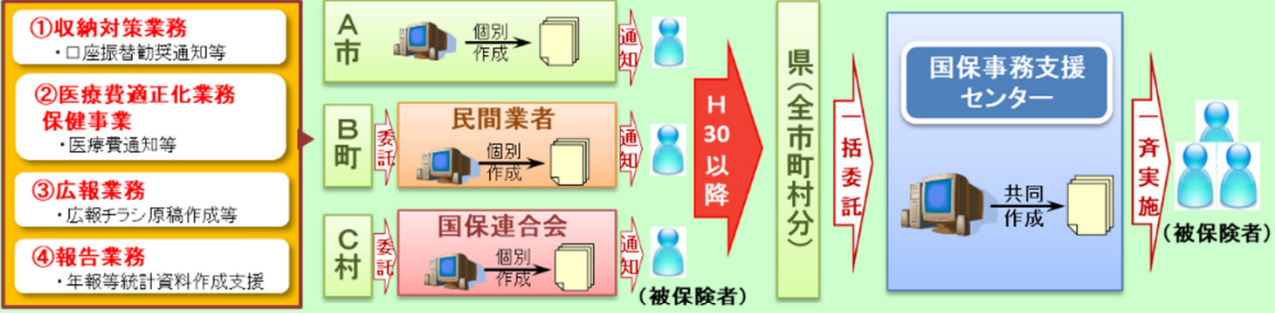 ①収納対策業務
・口座振替勧奨通知等
②医療費適正化業務
保健事業
・医療費通知等
③広報業務
・広報チラシ原稿作成等
④報告業務
・年報等統計資料作成支援
A市
個別
作成
通知
B町
委託
民間業者
個別
作成
通知
C村
委託
国保連合会
個別
作成
通知
(被保険者)
H30以降
県(全市町村分)
一括委託
国保事務支援
センター
共同
作成
一斉実施
(被保険者)